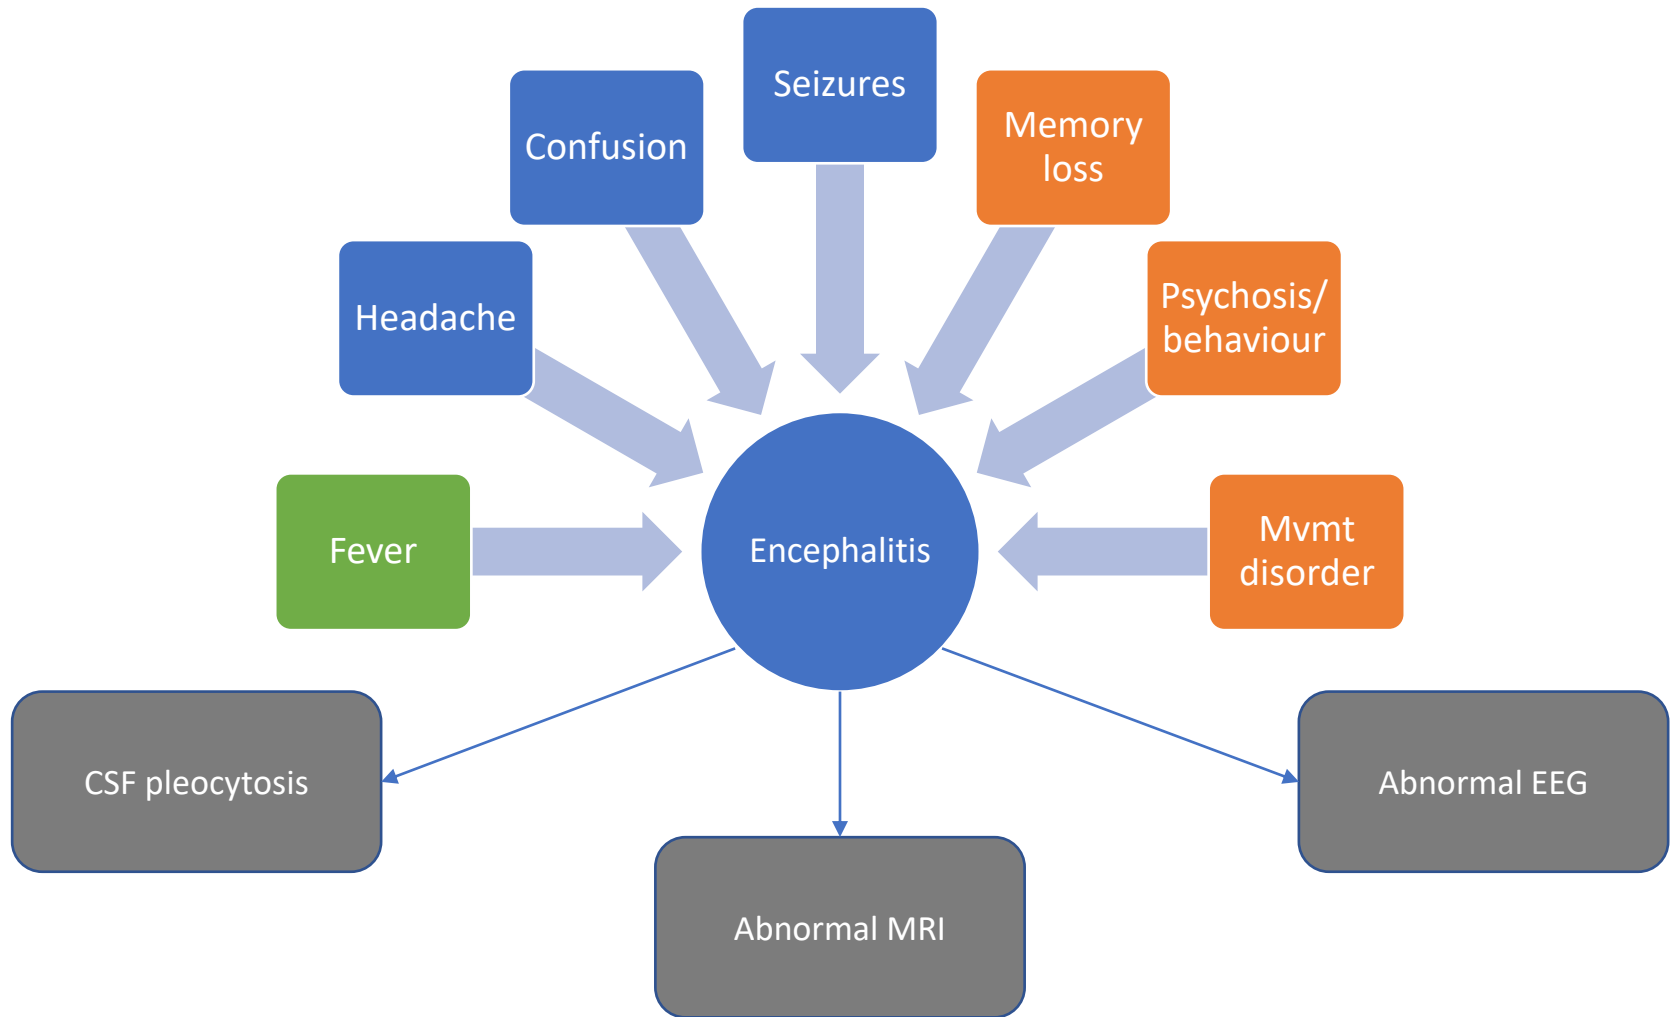 Seizures
Confusion
Memory
loss
Headache
Psychosis/
behaviour
Fever
Encephalitis
Mvmt
disorder
CSF pleocytosis
Abnormal MRI
Abnormal EEG